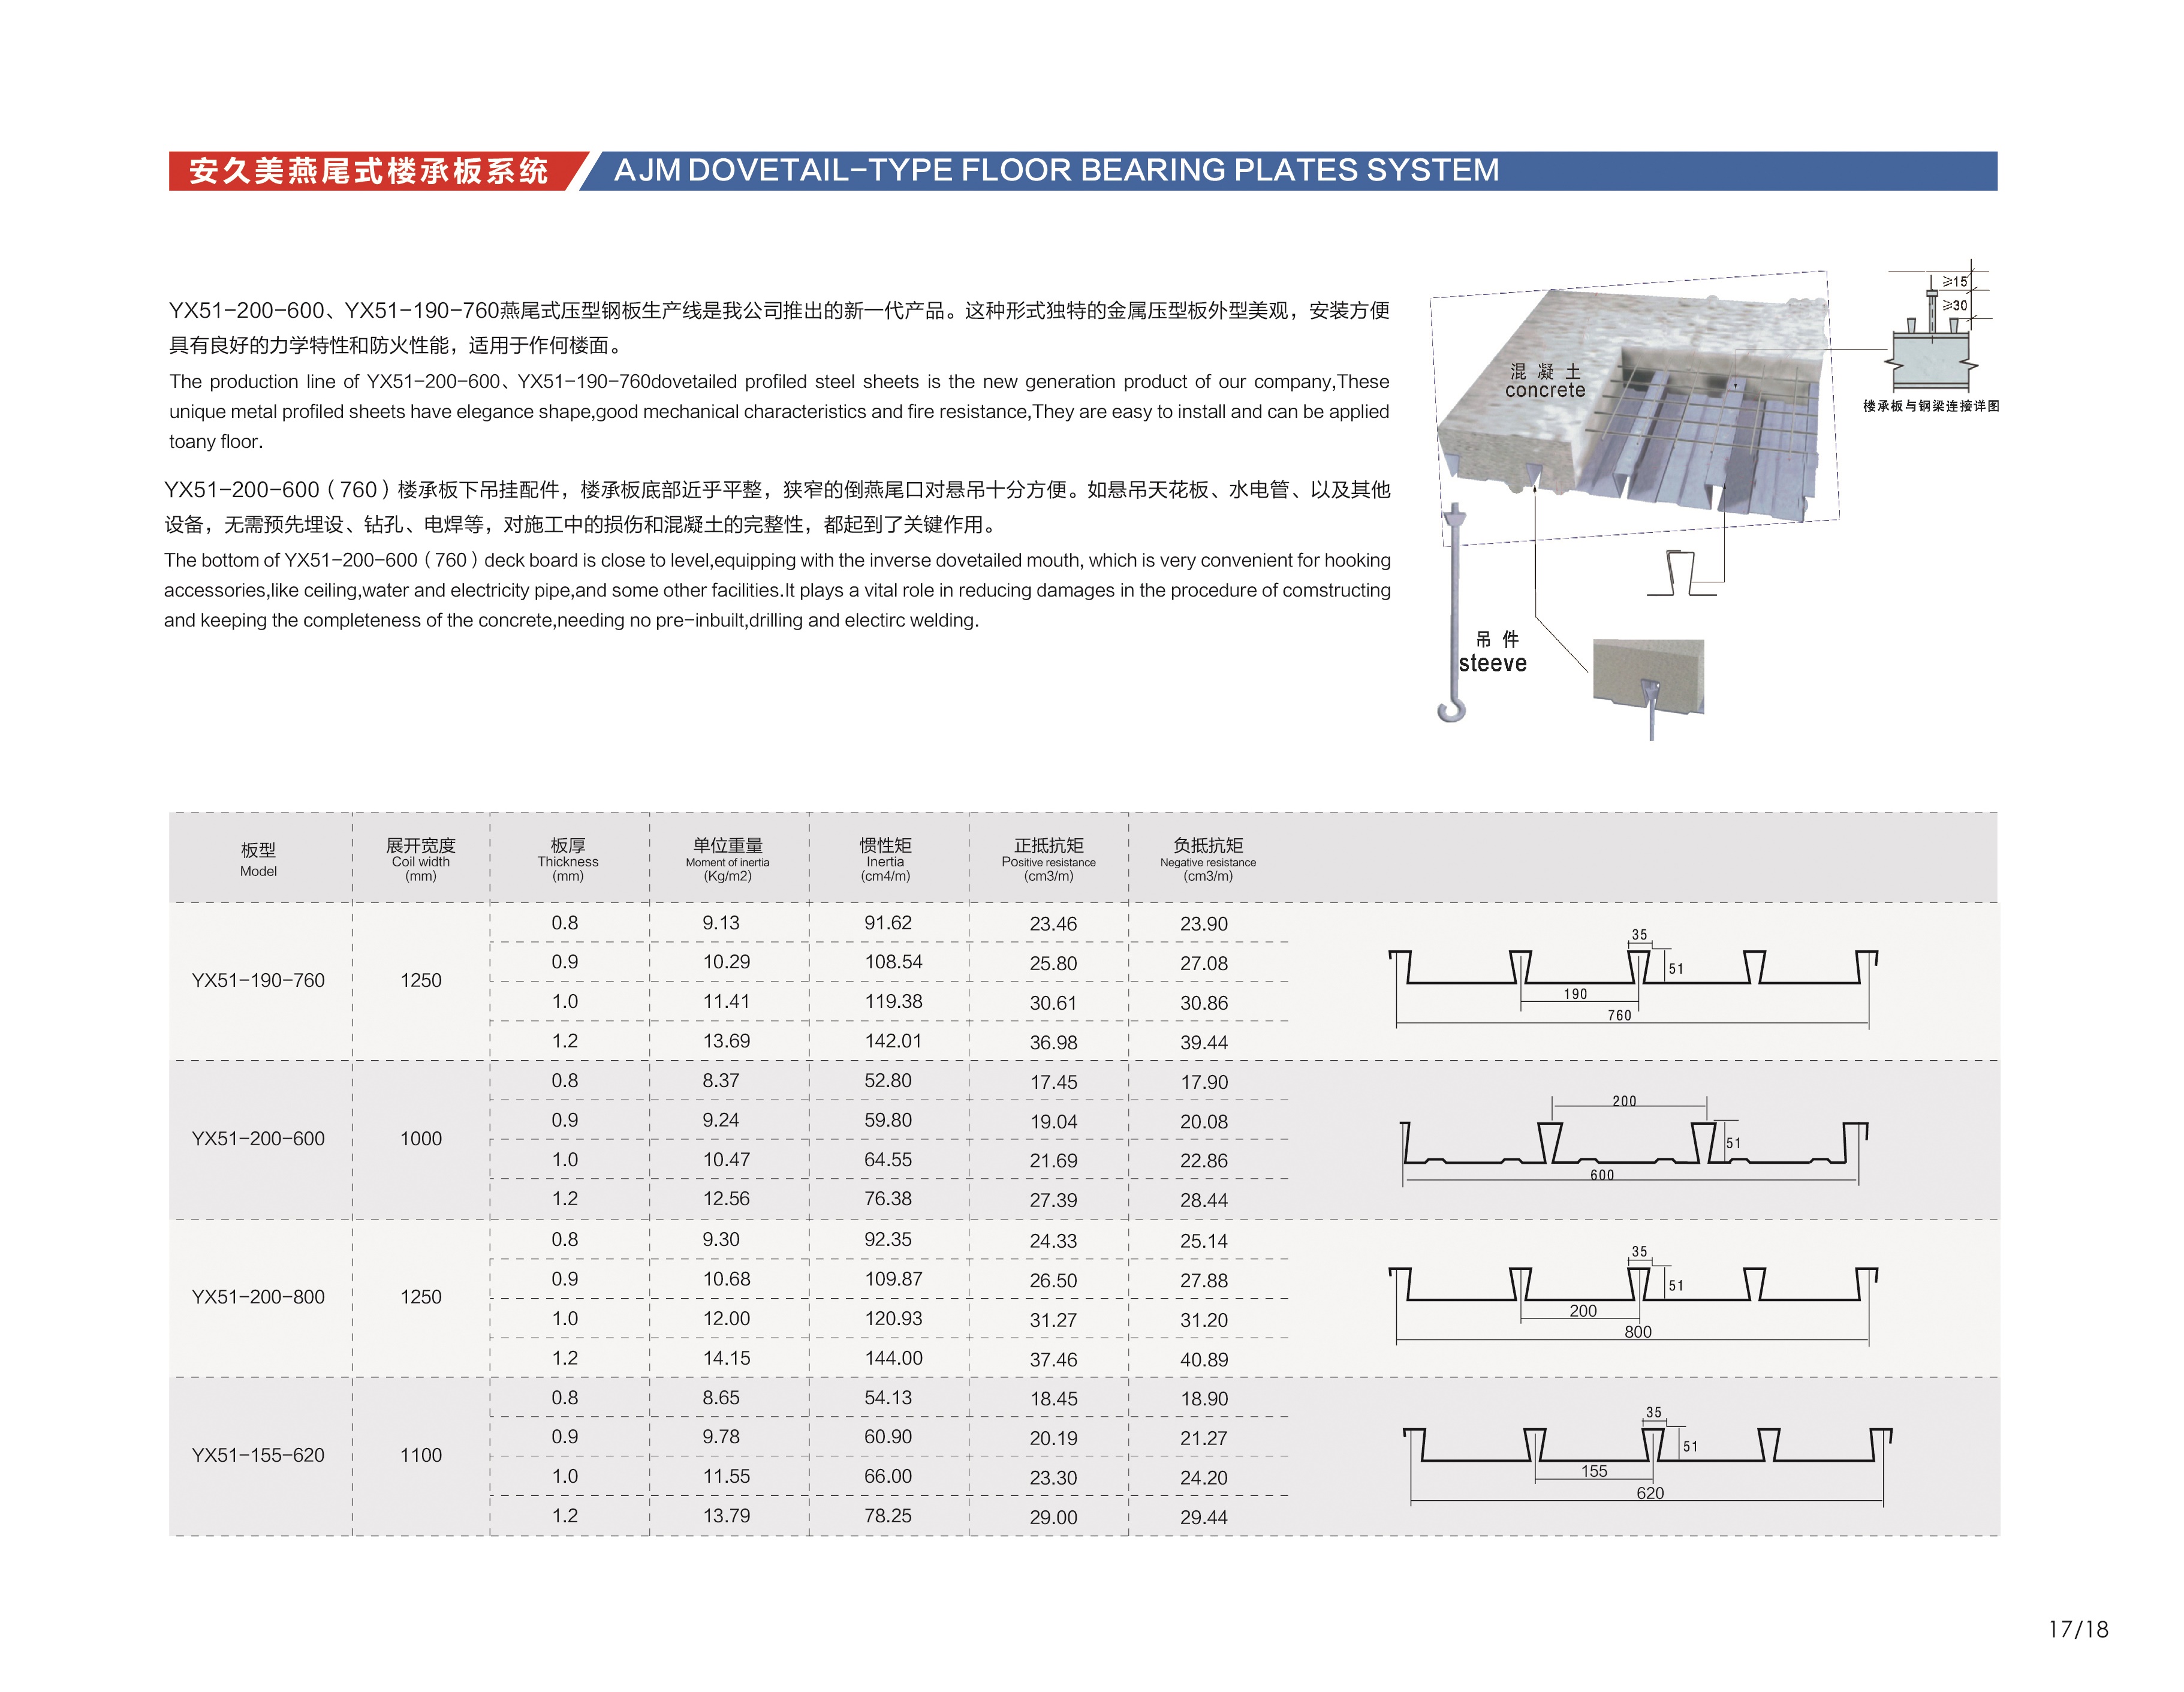 安久美燕尾式楼承板系统 AJM DOVETAIL-TYPE FLOOR BEARING PLATES SYSTEM
YX51-200-600、YX51-190-760燕尾式压型钢板生产线是我公司推出的新一代产品。这种形式独特的金属压型板外型美观，安装方便
具有良好的力学特性和防火性能，适用于作何楼面。
The production line of YX51-200-600、YX51-190-760dovetailed profiled steel sheets is the new generation product of our company,These
unique metal profiled sheets have elegance shape,good mechanical characteristics and fire resistance,They are easy to install and can be applied
toany floor.
YX51-200-600（760）楼承板下吊挂配件，楼承板底部近乎平整，狭窄的倒燕尾口对悬吊十分方便。如悬吊天花板、水电管、以及其他
设备，无需预先埋设、钻孔、电焊等，对施工中的损伤和混凝土的完整性，都起到了关键作用。
The bottom of YX51-200-600（760）deck board is close to level,equipping with the inverse dovetailed mouth, which is very convenient for hooking
accessories,like ceiling,water and electricity pipe,and some other facilities.It plays a vital role in reducing damages in the procedure of comstructing
and keeping the completeness of the concrete,needing no pre-inbuilt,drilling and electirc welding.
混凝土
concrete
≥15
≥30
楼承板与钢梁连接详图
吊件
steeve
板型 展开宽度 板厚 单位重量 惯性矩 正抵抗矩 负抵抗矩
Model Coil width Thickness Moment of inertia Inertia Positive resistance Negative resistance
(mm) (mm) (Kg/m2) (cm4/m) (cm3/m) (cm3/m)
YX51-190-760 1250
0.8 9.13 91.62 23.46 23.90
0.9 10.29 108.54 25.80 27.08
1.0 11.41 119.38 30.61 30.86
1.2 13.69 142.01 36.98 39.44
35
51
190
760
YX51-200-600 1000
0.8 8.37 52.80 17.45 17.90
0.9 9.24 59.80 19.04 20.08
1.0 10.47 64.55 21.69 22.86
1.2 12.56 76.38 27.39 28.44
200
51
600
YX51-200-800 1250
0.8 9.30 92.35 24.33 25.14
0.9 10.68 109.87 26.50 27.88
1.0 12.00 120.93 31.27 31.20
1.2 14.15 144.00 37.46 40.89
35
51
200
800
YX51-155-620 1100
0.8 8.65 54.13 18.45 18.90
0.9 9.78 60.90 20.19 21.27
1.0 11.55 66.00 23.30 24.20
1.2 13.79 78.25 29.00 29.44
35
51
155
620
17/18